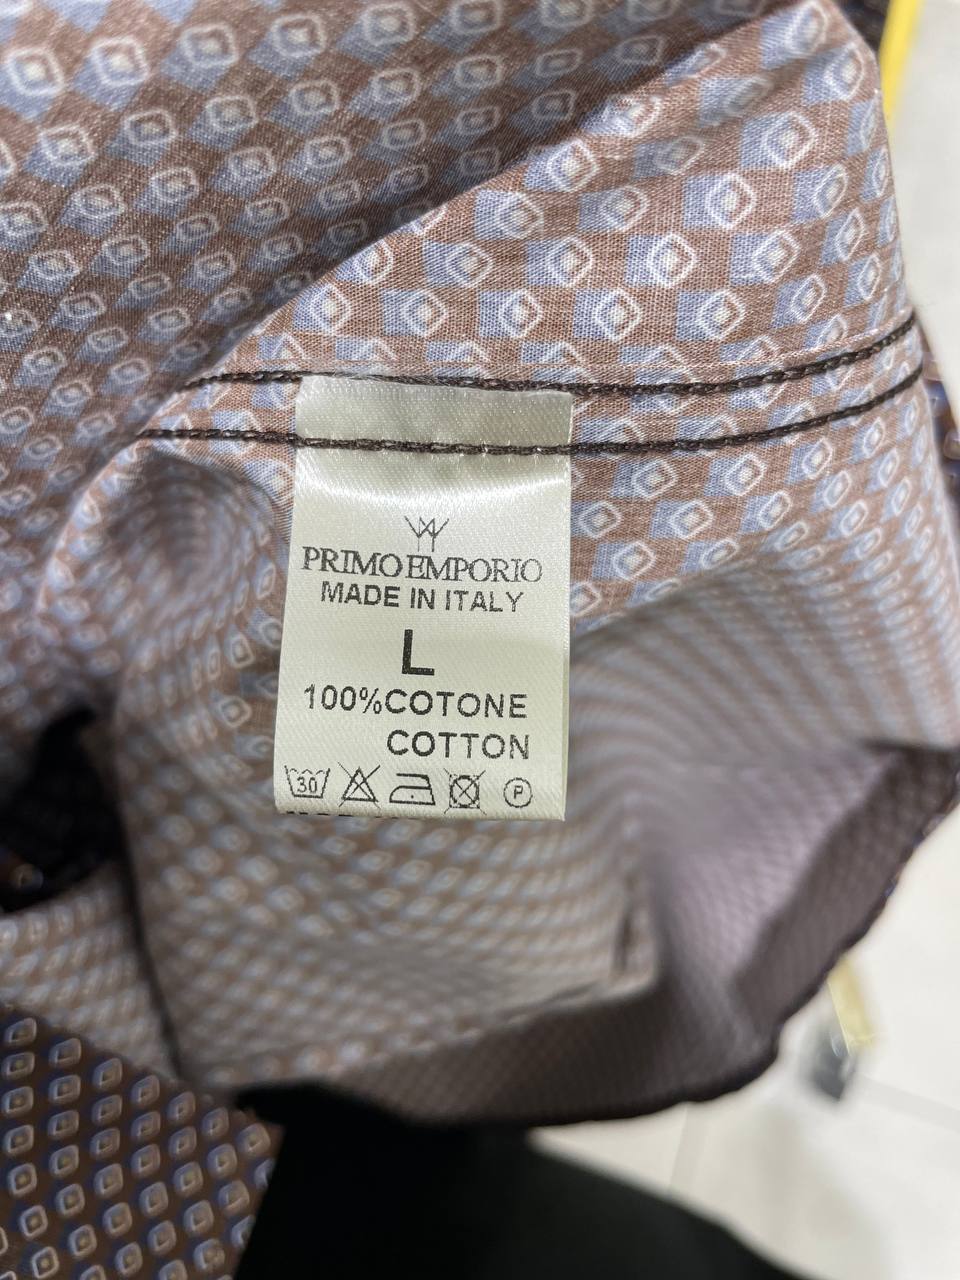 PRIMO EMPORIO
MADE IN ITALY
L
100%COTONE
COTTON
30 P